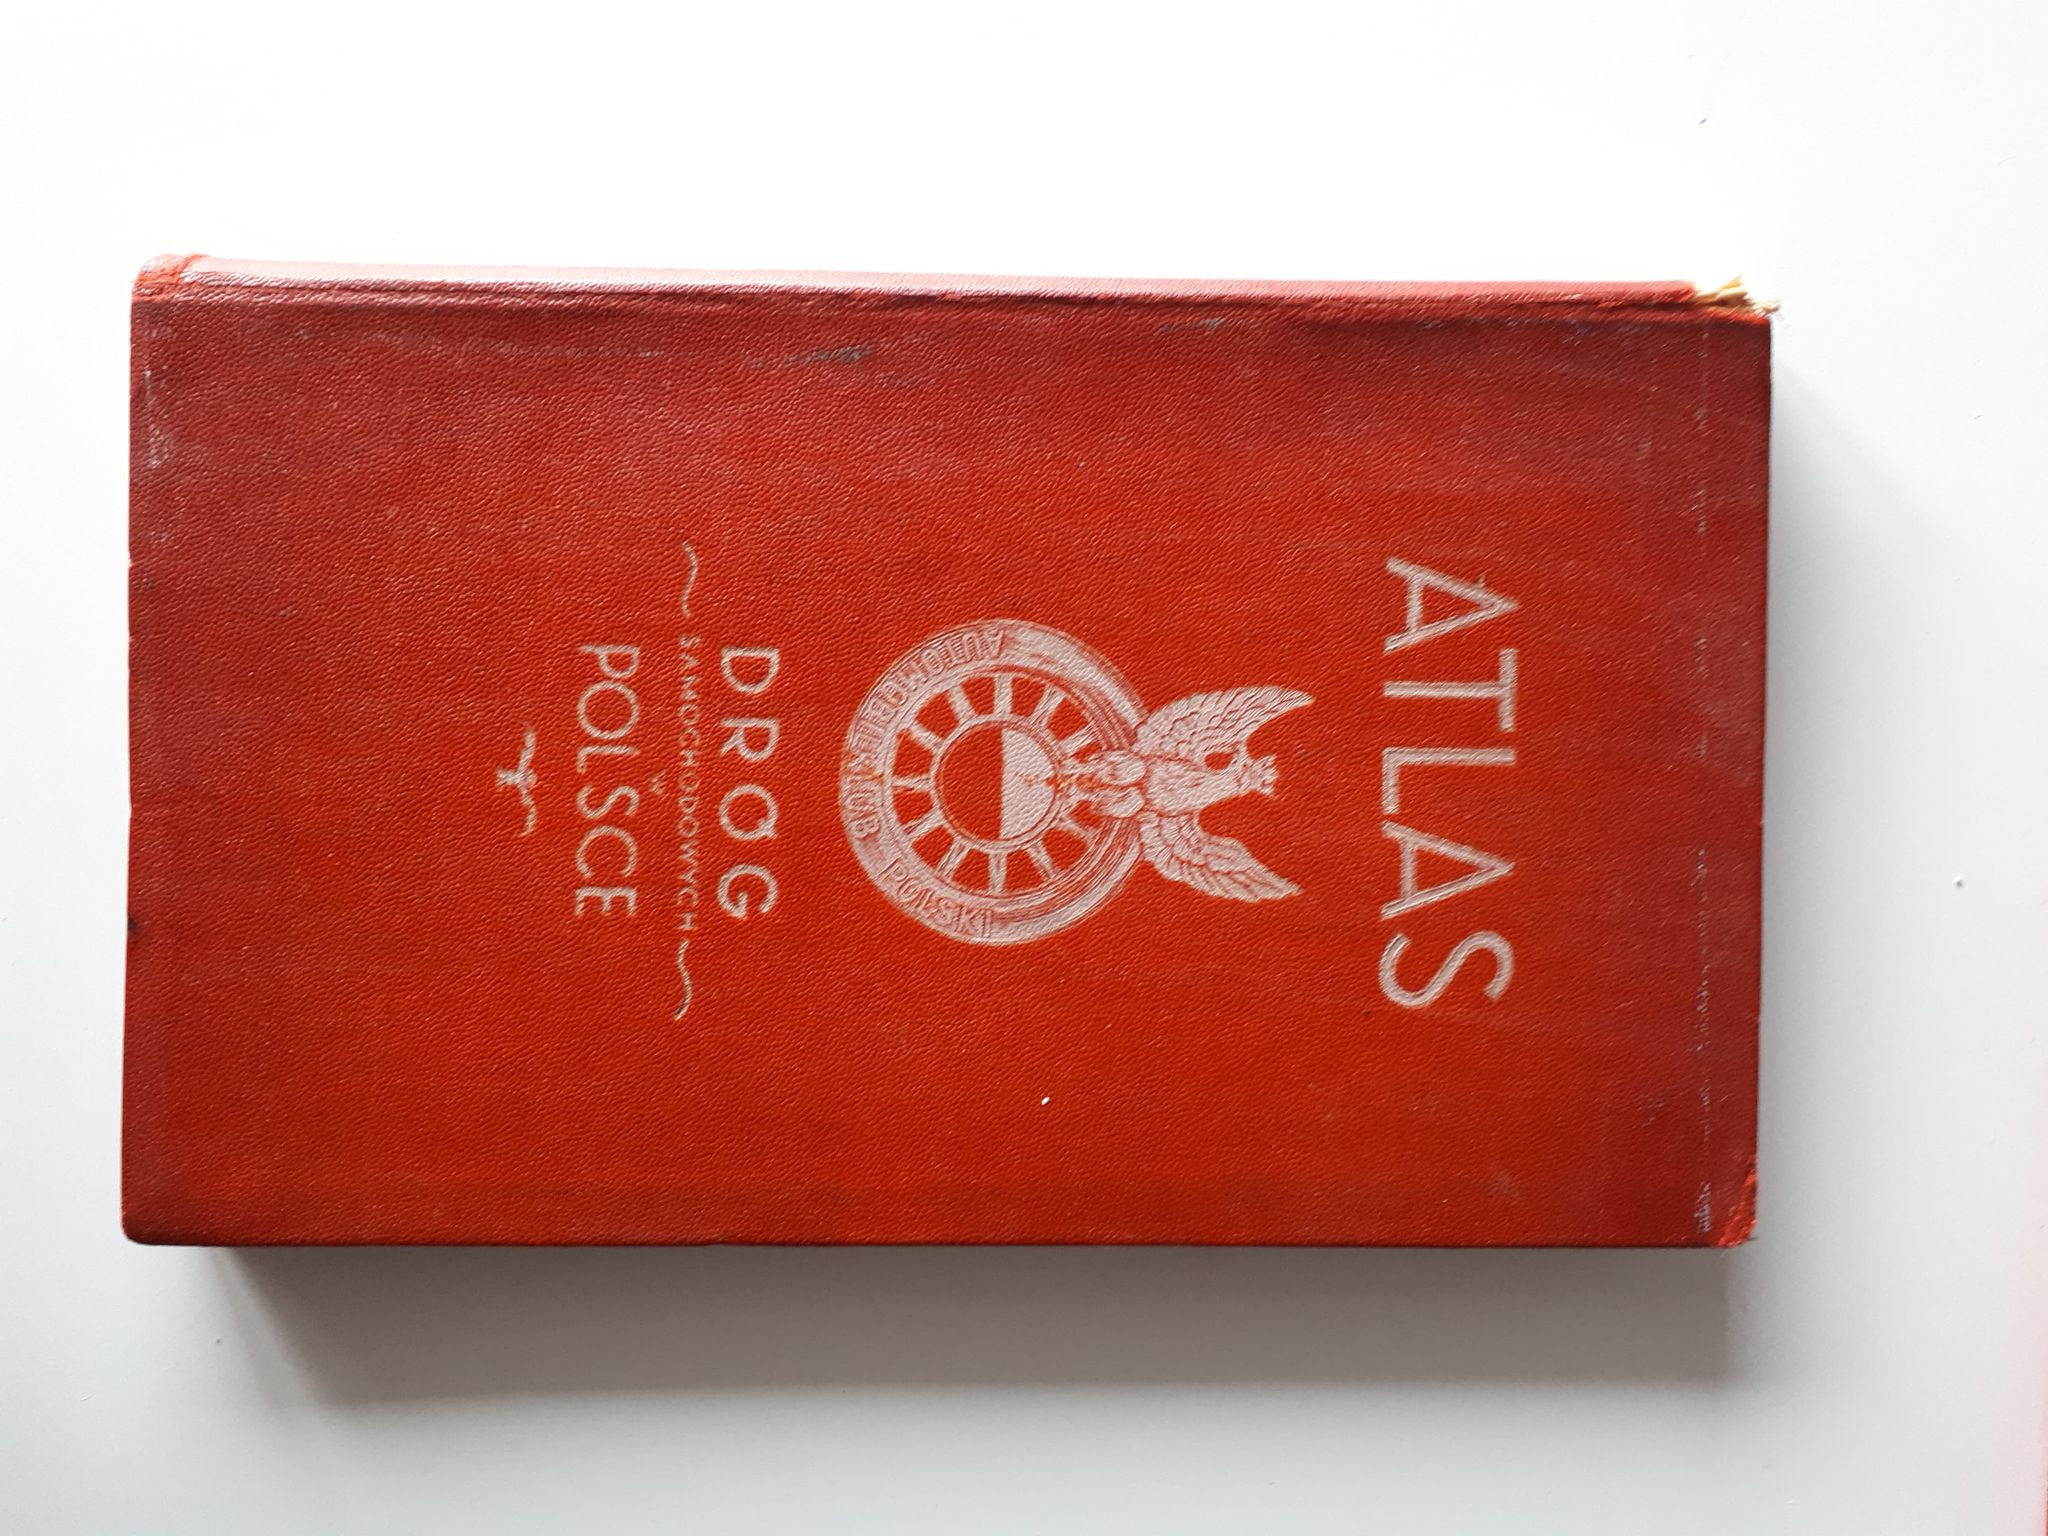 ATLAS
AUTOMOBILKLUB POLSKI
DRÓG
SAMOCHODOWYCH
W
POLSCE